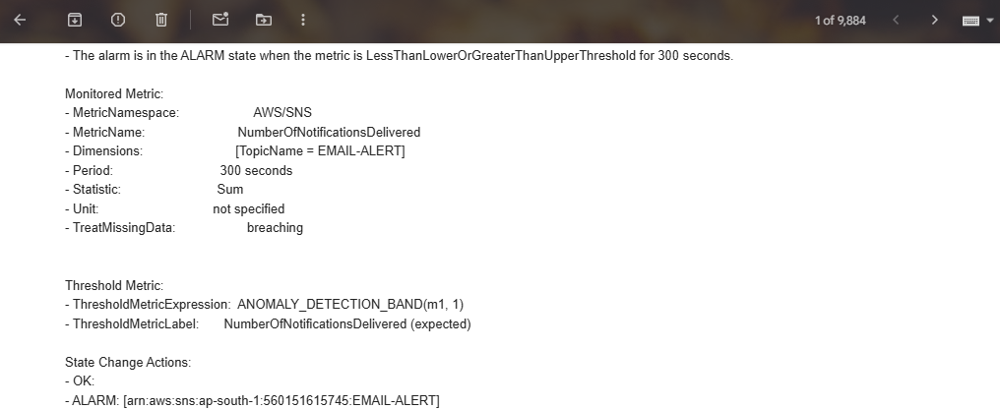 1 of 9,884
- The alarm is in the ALARM state when the metric is LessThanLowerOrGreaterThanUpperThreshold for 300 seconds.
Monitored Metric:
- MetricNamespace: AWS/SNS
- MetricName: NumberOfNotificationsDelivered
- Dimensions: [TopicName = EMAIL-ALERT]
- Period: 300 seconds
- Statistic: Sum
- Unit: not specified
- TreatMissingData: breaching
Threshold Metric:
- ThresholdMetricExpression: ANOMALY_DETECTION_BAND(m1, 1)
- ThresholdMetricLabel: NumberOfNotificationsDelivered (expected)
State Change Actions:
- OK:
- ALARM: [arn:aws:sns:ap-south-1:560151615745:EMAIL-ALERT]